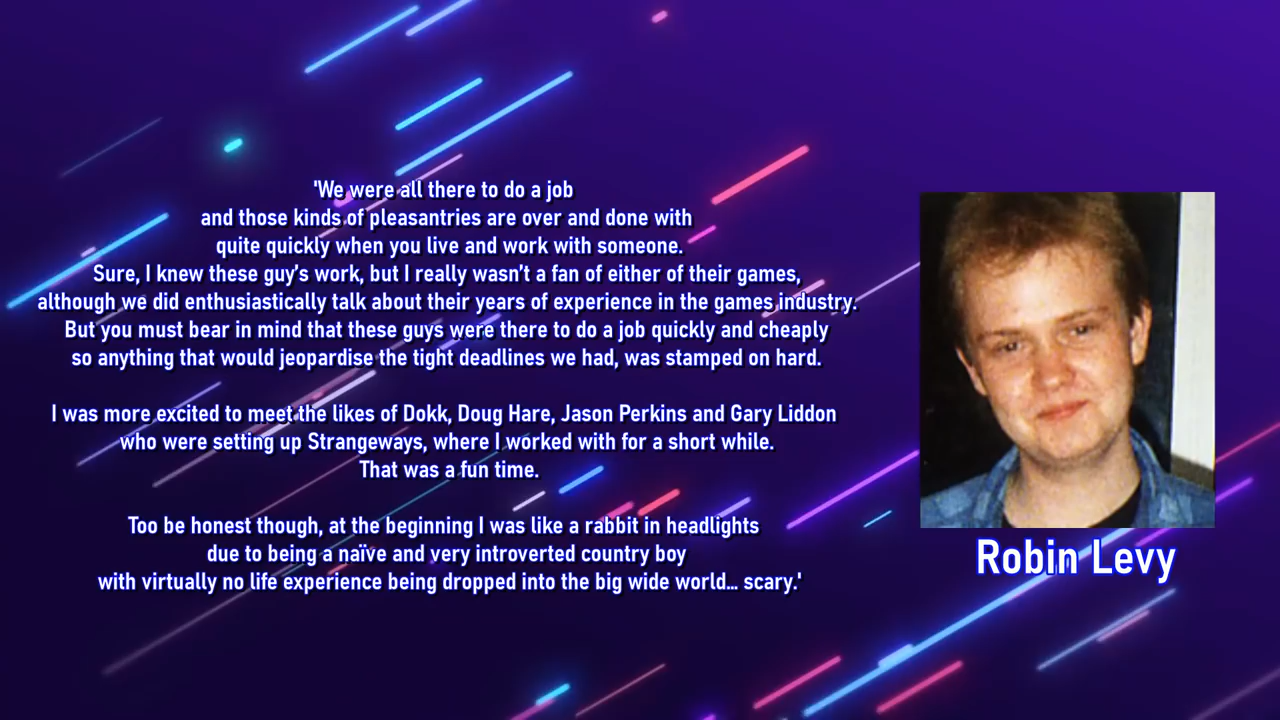 'We were all there to do a job
and those kinds of pleasantries are over and done with
quite quickly when you live and work with someone.
Sure, I knew these guy's work, but I really wasn't a fan of either of their games,
although we did enthusiastically talk about their years of experience in the games industry.
But you must bear in mind that these guys were there to do a job quickly and cheaply
so anything that would jeopardise the tight deadlines we had, was stamped on hard.
I was more excited to meet the likes of Dokk, Doug Hare, Jason Perkins and Gary Liddon
who were setting up Strangeways, where I worked with for a short while.
That was a fun time.
Too be honest though, at the beginning I was like a rabbit in headlights
due to being a naïve and very introverted country boy
with virtually no life experience being dropped into the big wide world... scary.'
Robin Levy